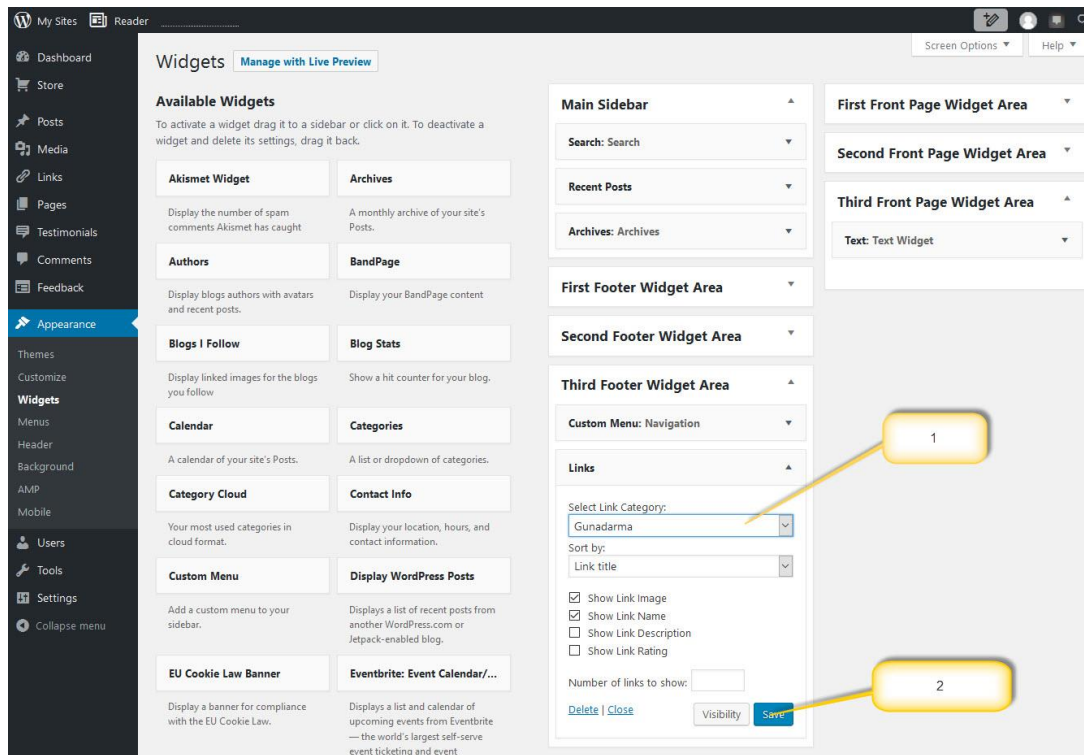 My Sites Reader
Screen Options Help
Dashboard
Store
Posts
Media
Links
Pages
Testimonials
Comments
Feedback
Appearance
Themes
Customize
Widgets
Menus
Header
Background
AMP
Mobile
Users
Tools
Settings
Collapse menu
Widgets Manage with Live Preview
Available Widgets
To activate a widget drag it to a sidebar or click on it. To deactivate a
widget and delete its settings, drag it back.
Akismet Widget
Display the number of spam
comments Akismet has caught
Archives
A monthly archive of your site's
Posts.
Authors
Display blogs authors with avatars
and recent posts.
BandPage
Display your BandPage content
Blogs I Follow
Display linked images for the blogs
you follow
Blog Stats
Show a hit counter for your blog.
Calendar
A calendar of your site's Posts.
Categories
A list or dropdown of categories.
Category Cloud
Your most used categories in
cloud format.
Contact Info
Display your location, hours, and
contact information.
Custom Menu
Add a custom menu to your
sidebar.
Display WordPress Posts
Displays a list of recent posts from
another WordPress.com or
Jetpack-enabled blog.
EU Cookie Law Banner
Display a banner for compliance
with the EU Cookie Law.
Eventbrite: Event Calendar/...
Displays a list and calendar of
upcoming events from Eventbrite
— the world's largest self-serve
event ticketing and event
Main Sidebar
Search: Search
Recent Posts
Archives: Archives
First Footer Widget Area
Second Footer Widget Area
Third Footer Widget Area
Custom Menu: Navigation
Links
Select Link Category:
Gunadarma
Sort by:
Link title
Show Link Image
Show Link Name
Show Link Description
Show Link Rating
Number of links to show:
Delete | Close Visibility Save
First Front Page Widget Area
Second Front Page Widget Area
Third Front Page Widget Area
Text: Text Widget
1
2